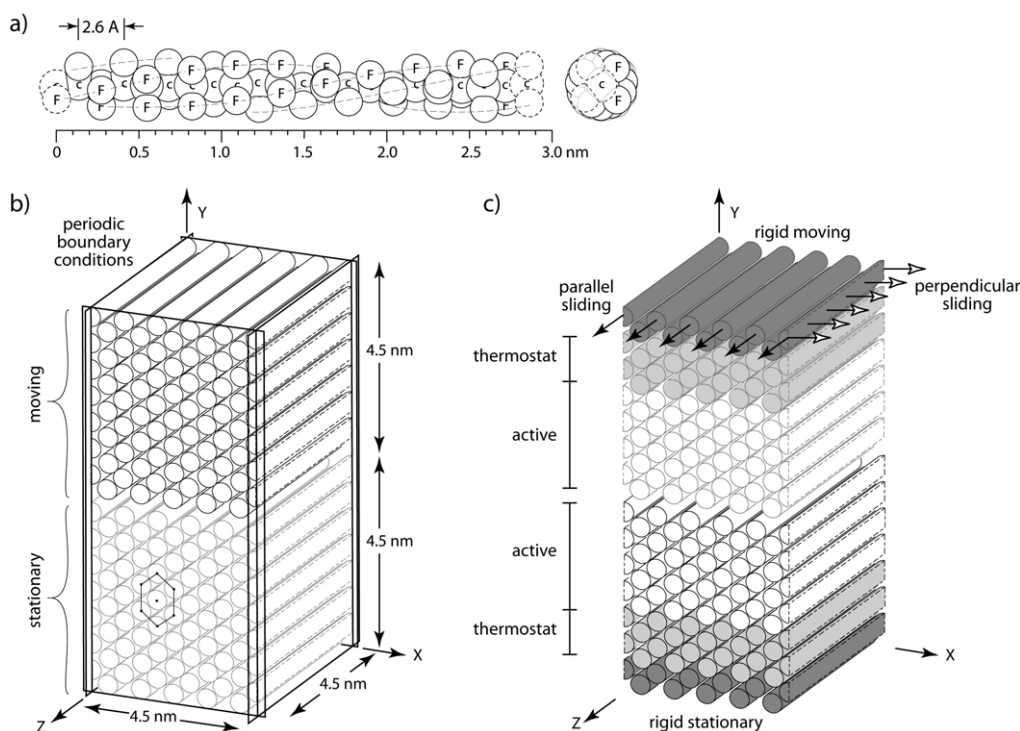 a)
2.6 A
F F F F F F F F F F F F F F F F
c c c c c c c c
0 0.5 1.0 1.5 2.0 2.5 3.0 nm
b)
periodic
boundary
conditions
Y
moving
stationary
4.5 nm
4.5 nm
X
4.5 nm
Z
4.5 nm
c)
Y
rigid moving
parallel
sliding
perpendicular
sliding
thermostat
active
active
thermostat
X
Z
rigid stationary